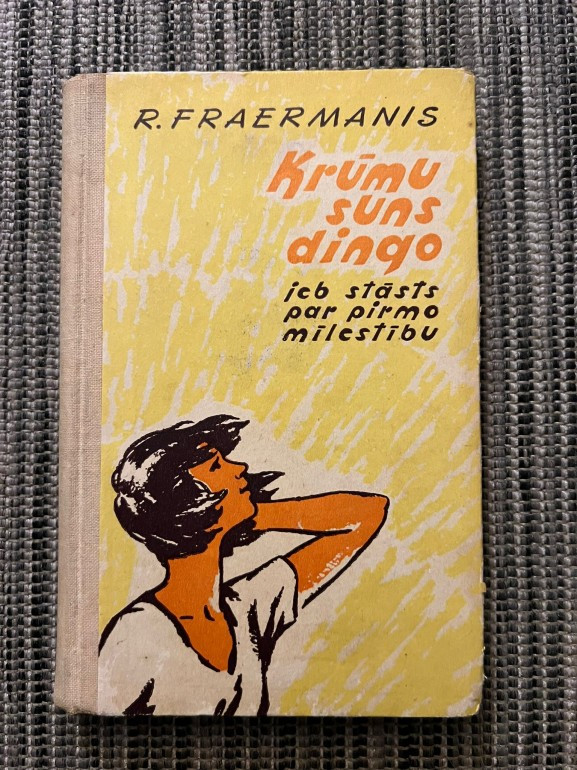 R. FRAERMANIS
Krūmu
suns
dingo
jeb stāsts
par pirmo
mīlestību